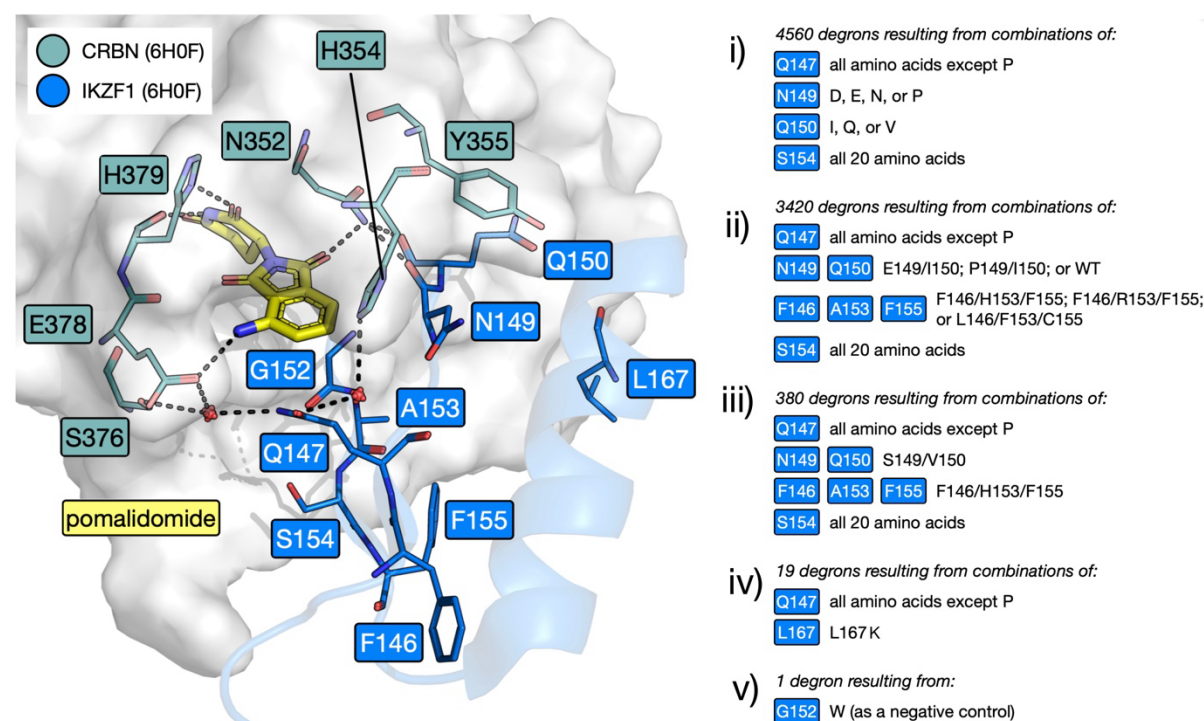 CRBN (6H0F)
IKZF1 (6H0F)
H354
N352
Y355
H379
Q150
E378
N149
G152
L167
A153
S376
Q147
pomalidomide
S154
F155
F146
i) 4560 degrons resulting from combinations of:
Q147 all amino acids except P
N149 D, E, N, or P
Q150 I, Q, or V
S154 all 20 amino acids
ii) 3420 degrons resulting from combinations of:
Q147 all amino acids except P
N149 Q150 E149/I150; P149/I150; or WT
F146 A153 F155 F146/H153/F155; F146/R153/F155;
or L146/F153/C155
S154 all 20 amino acids
iii) 380 degrons resulting from combinations of:
Q147 all amino acids except P
N149 Q150 S149/V150
F146 A153 F155 F146/H153/F155
S154 all 20 amino acids
iv) 19 degrons resulting from combinations of:
Q147 all amino acids except P
L167 L167K
v) 1 degron resulting from:
G152 W (as a negative control)